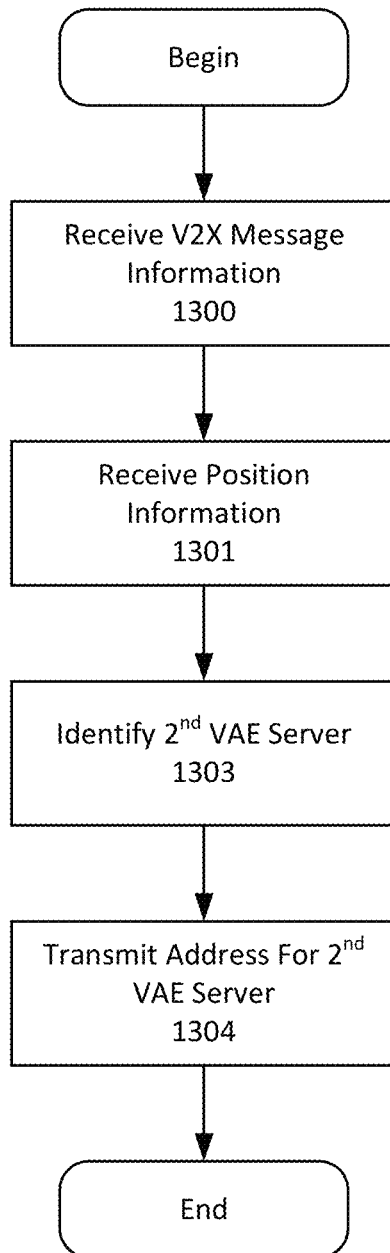 Begin
Receive V2X Message
Information
1300
Receive Position
Information
1301
Identify 2nd VAE Server
1303
Transmit Address For 2nd
VAE Server
1304
End